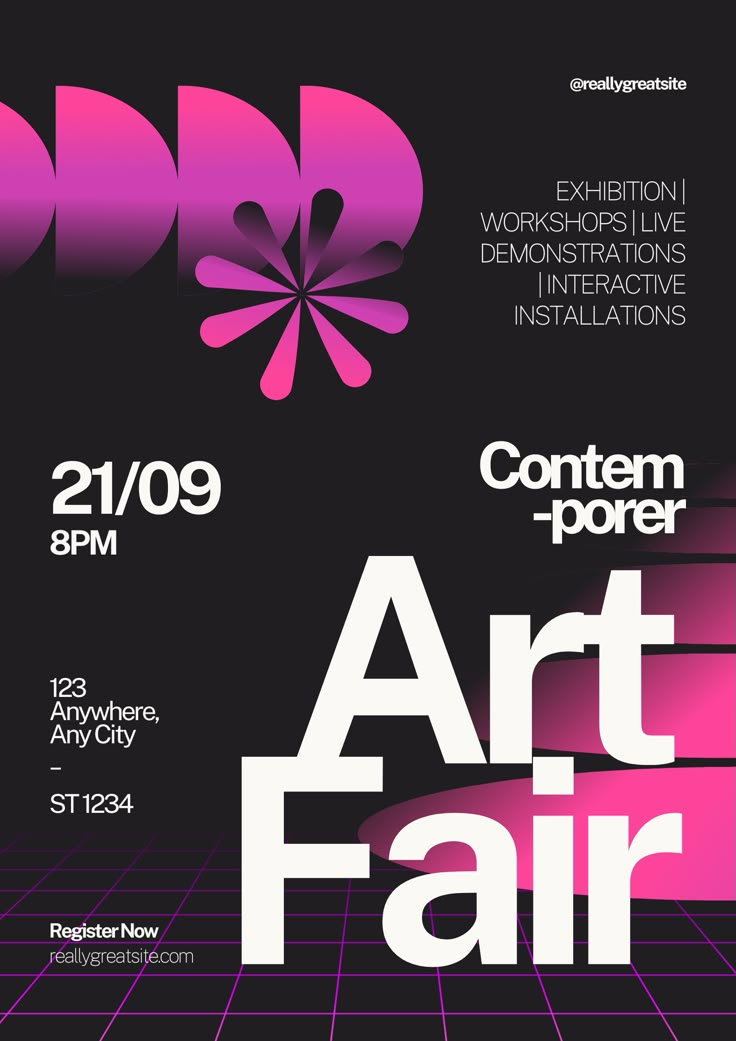 @reallygreatsite
EXHIBITION |
WORKSHOPS | LIVE
DEMONSTRATIONS
| INTERACTIVE
INSTALLATIONS
21/09
8PM
Contem
-porer
Art
Fair
123
Anywhere,
Any City
–
ST 1234
Register Now
reallygreatsite.com